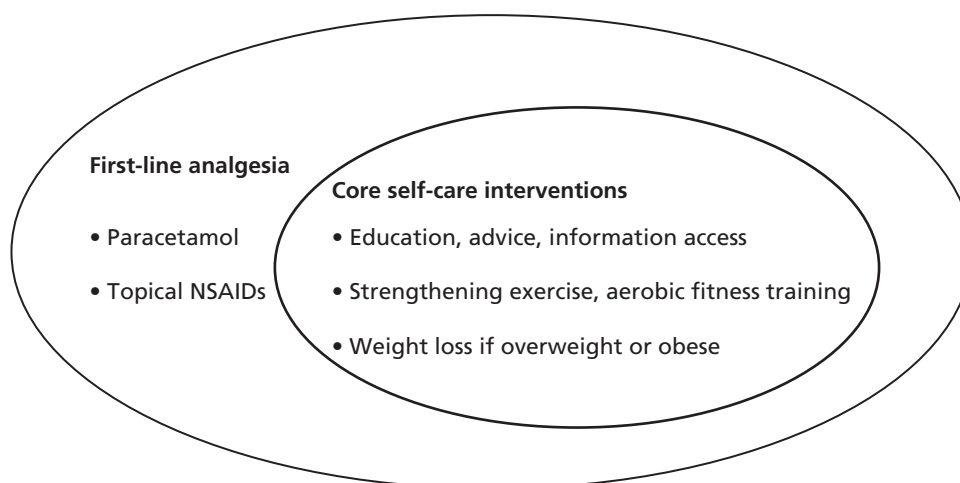 First-line analgesia
• Paracetamol
• Topical NSAIDs
Core self-care interventions
• Education, advice, information access
• Strengthening exercise, aerobic fitness training
• Weight loss if overweight or obese